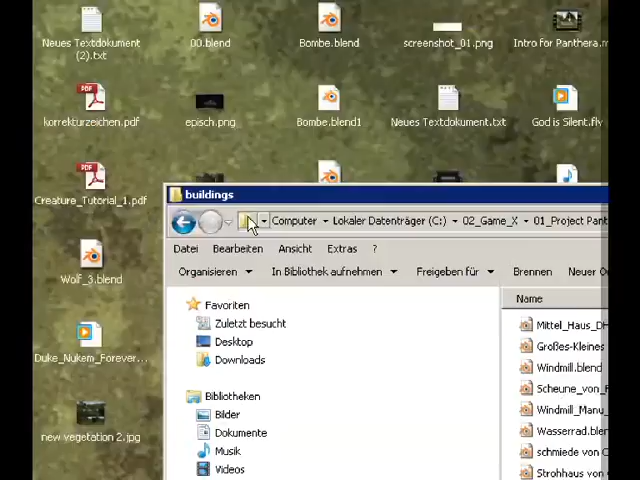 Neues Textdokument (2).txt
00.blend
Bombe.blend
screenshot_01.png
Intro for Panthera.m
korrekturzeichen.pdf
episch.png
Bombe.blend1
Neues Textdokument.txt
God is Silent.flv
Creature_Tutorial_1.pdf
Wolf_3.blend
Duke_Nukem_Forever...
new vegetation 2.jpg
buildings
Computer
Lokaler Datenträger (C:)
02_Game_X
01_Project Pant
Datei Bearbeiten Ansicht Extras ?
Organisieren In Bibliothek aufnehmen Freigeben für Brennen Neuer O
Favoriten
Zuletzt besucht
Desktop
Downloads
Bibliotheken
Bilder
Dokumente
Musik
Videos
Name
Mittel_Haus_DH
Großes-Kleines
Windmill.blend
Scheune_von_F
Windmill_Manu_
Wasserrad.blen
schmiede von C
Strohhaus von